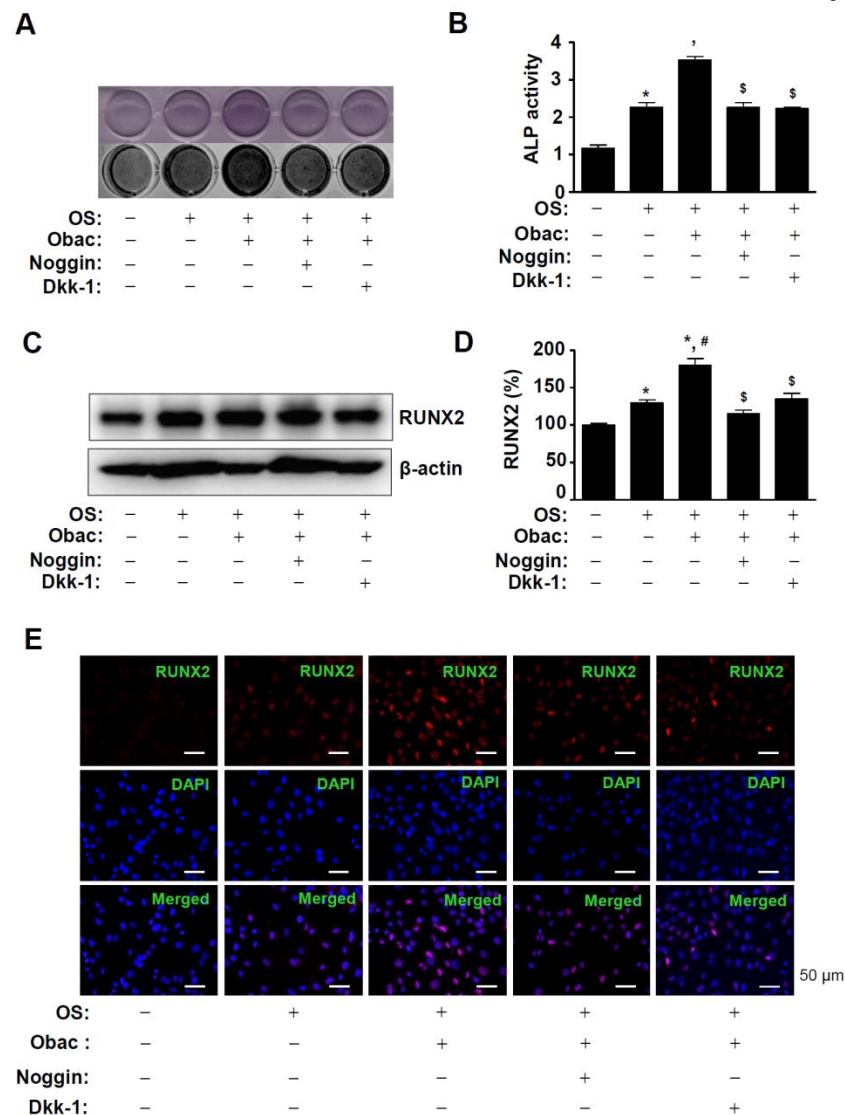 A
OS: − + + + +
Obac: − − + + +
Noggin: − − − + −
Dkk-1: − − − − +
B
ALP activity
4
3
2
1
0
* , $ $
OS: − + + + +
Obac: − − + + +
Noggin: − − − + −
Dkk-1: − − − − +
C
RUNX2
β-actin
OS: − + + + +
Obac: − − + + +
Noggin: − − − + −
Dkk-1: − − − − +
D
RUNX2 (%)
200
150
100
50
0
* *, # $ $
OS: − + + + +
Obac: − − + + +
Noggin: − − − + −
Dkk-1: − − − − +
E
RUNX2 RUNX2 RUNX2 RUNX2 RUNX2
DAPI DAPI DAPI DAPI DAPI
Merged Merged Merged Merged Merged
50 μm
OS: − + + + +
Obac : − − + + +
Noggin: − − − + −
Dkk-1: − − − − +